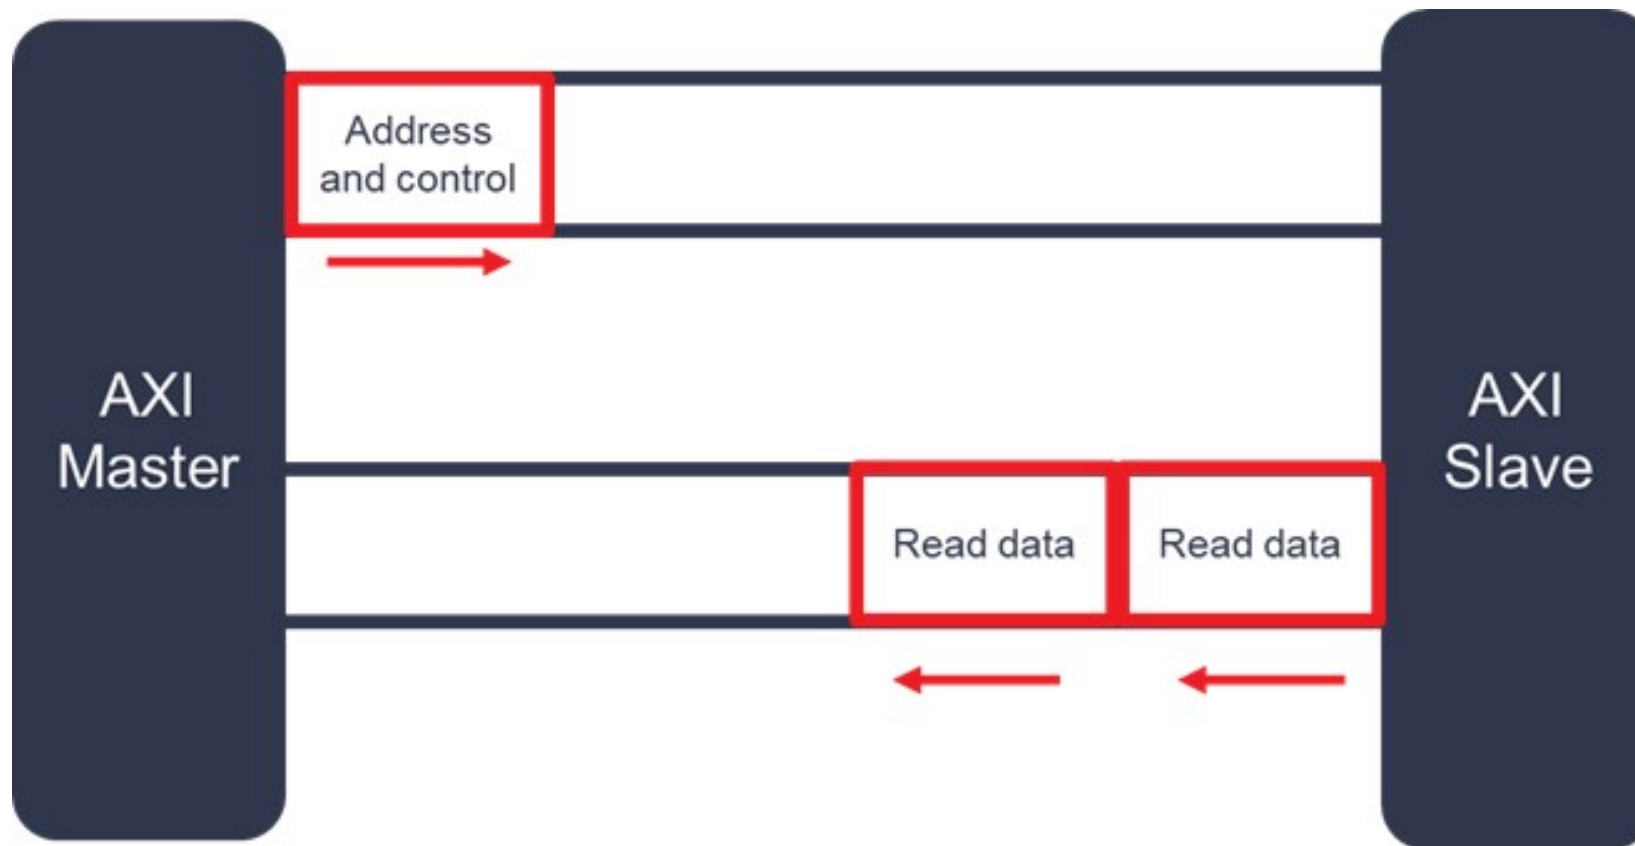 Address
and control
AXI
Master
AXI
Slave
Read data
Read data